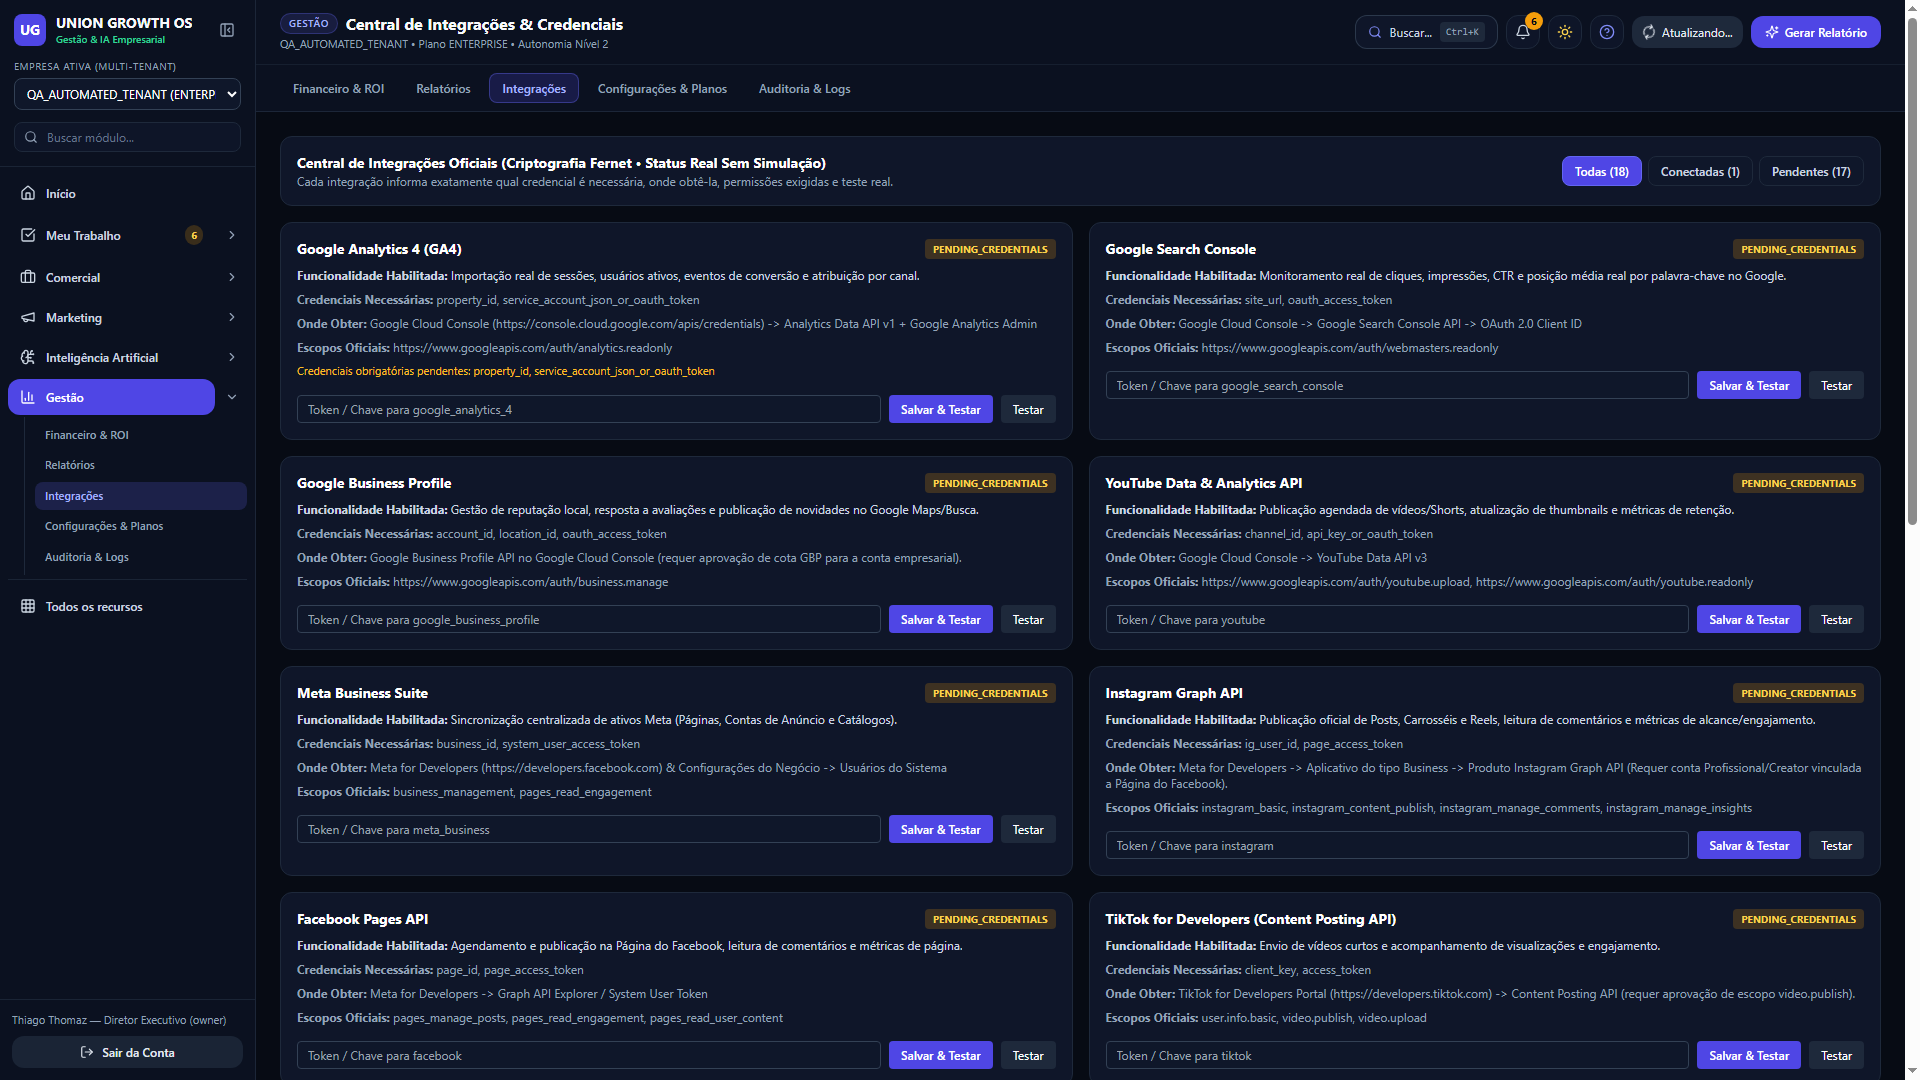 UG
UNION GROWTH OS
Gestão & IA Empresarial
EMPRESA ATIVA (MULTI-TENANT)
QA_AUTOMATED_TENANT (ENTERP
Buscar módulo...
Início
Meu Trabalho
6
Comercial
Marketing
Inteligência Artificial
Gestão
Financeiro & ROI
Relatórios
Integrações
Configurações & Planos
Auditoria & Logs
Todos os recursos
Thiago Thomaz — Diretor Executivo (owner)
Sair da Conta
GESTÃO
Central de Integrações & Credenciais
QA_AUTOMATED_TENANT • Plano ENTERPRISE • Autonomia Nível 2
Buscar...
Ctrl+K
6
Atualizando...
Gerar Relatório
Financeiro & ROI
Relatórios
Integrações
Configurações & Planos
Auditoria & Logs
Central de Integrações Oficiais (Criptografia Fernet • Status Real Sem Simulação)
Cada integração informa exatamente qual credencial é necessária, onde obtê-la, permissões exigidas e teste real.
Todas (18)
Conectadas (1)
Pendentes (17)
Google Analytics 4 (GA4)
PENDING_CREDENTIALS
Funcionalidade Habilitada: Importação real de sessões, usuários ativos, eventos de conversão e atribuição por canal.
Credenciais Necessárias: property_id, service_account_json_or_oauth_token
Onde Obter: Google Cloud Console (https://console.cloud.google.com/apis/credentials) -> Analytics Data API v1 + Google Analytics Admin
Escopos Oficiais: https://www.googleapis.com/auth/analytics.readonly
Credenciais obrigatórias pendentes: property_id, service_account_json_or_oauth_token
Token / Chave para google_analytics_4
Salvar & Testar
Testar
Google Search Console
PENDING_CREDENTIALS
Funcionalidade Habilitada: Monitoramento real de cliques, impressões, CTR e posição média real por palavra-chave no Google.
Credenciais Necessárias: site_url, oauth_access_token
Onde Obter: Google Cloud Console -> Google Search Console API -> OAuth 2.0 Client ID
Escopos Oficiais: https://www.googleapis.com/auth/webmasters.readonly
Token / Chave para google_search_console
Salvar & Testar
Testar
Google Business Profile
PENDING_CREDENTIALS
Funcionalidade Habilitada: Gestão de reputação local, resposta a avaliações e publicação de novidades no Google Maps/Busca.
Credenciais Necessárias: account_id, location_id, oauth_access_token
Onde Obter: Google Business Profile API no Google Cloud Console (requer aprovação de cota GBP para a conta empresarial).
Escopos Oficiais: https://www.googleapis.com/auth/business.manage
Token / Chave para google_business_profile
Salvar & Testar
Testar
YouTube Data & Analytics API
PENDING_CREDENTIALS
Funcionalidade Habilitada: Publicação agendada de vídeos/Shorts, atualização de thumbnails e métricas de retenção.
Credenciais Necessárias: channel_id, api_key_or_oauth_token
Onde Obter: Google Cloud Console -> YouTube Data API v3
Escopos Oficiais: https://www.googleapis.com/auth/youtube.upload, https://www.googleapis.com/auth/youtube.readonly
Token / Chave para youtube
Salvar & Testar
Testar
Meta Business Suite
PENDING_CREDENTIALS
Funcionalidade Habilitada: Sincronização centralizada de ativos Meta (Páginas, Contas de Anúncio e Catálogos).
Credenciais Necessárias: business_id, system_user_access_token
Onde Obter: Meta for Developers (https://developers.facebook.com) & Configurações do Negócio -> Usuários do Sistema
Escopos Oficiais: business_management, pages_read_engagement
Token / Chave para meta_business
Salvar & Testar
Testar
Instagram Graph API
PENDING_CREDENTIALS
Funcionalidade Habilitada: Publicação oficial de Posts, Carrosséis e Reels, leitura de comentários e métricas de alcance/engajamento.
Credenciais Necessárias: ig_user_id, page_access_token
Onde Obter: Meta for Developers -> Aplicativo do tipo Business -> Produto Instagram Graph API (Requer conta Profissional/Creator vinculada
a Página do Facebook).
Escopos Oficiais: instagram_basic, instagram_content_publish, instagram_manage_comments, instagram_manage_insights
Token / Chave para instagram
Salvar & Testar
Testar
Facebook Pages API
PENDING_CREDENTIALS
Funcionalidade Habilitada: Agendamento e publicação na Página do Facebook, leitura de comentários e métricas de página.
Credenciais Necessárias: page_id, page_access_token
Onde Obter: Meta for Developers -> Graph API Explorer / System User Token
Escopos Oficiais: pages_manage_posts, pages_read_engagement, pages_read_user_content
Token / Chave para facebook
Salvar & Testar
Testar
TikTok for Developers (Content Posting API)
PENDING_CREDENTIALS
Funcionalidade Habilitada: Envio de vídeos curtos e acompanhamento de visualizações e engajamento.
Credenciais Necessárias: client_key, access_token
Onde Obter: TikTok for Developers Portal (https://developers.tiktok.com) -> Content Posting API (requer aprovação de escopo video.publish).
Escopos Oficiais: user.info.basic, video.publish, video.upload
Token / Chave para tiktok
Salvar & Testar
Testar